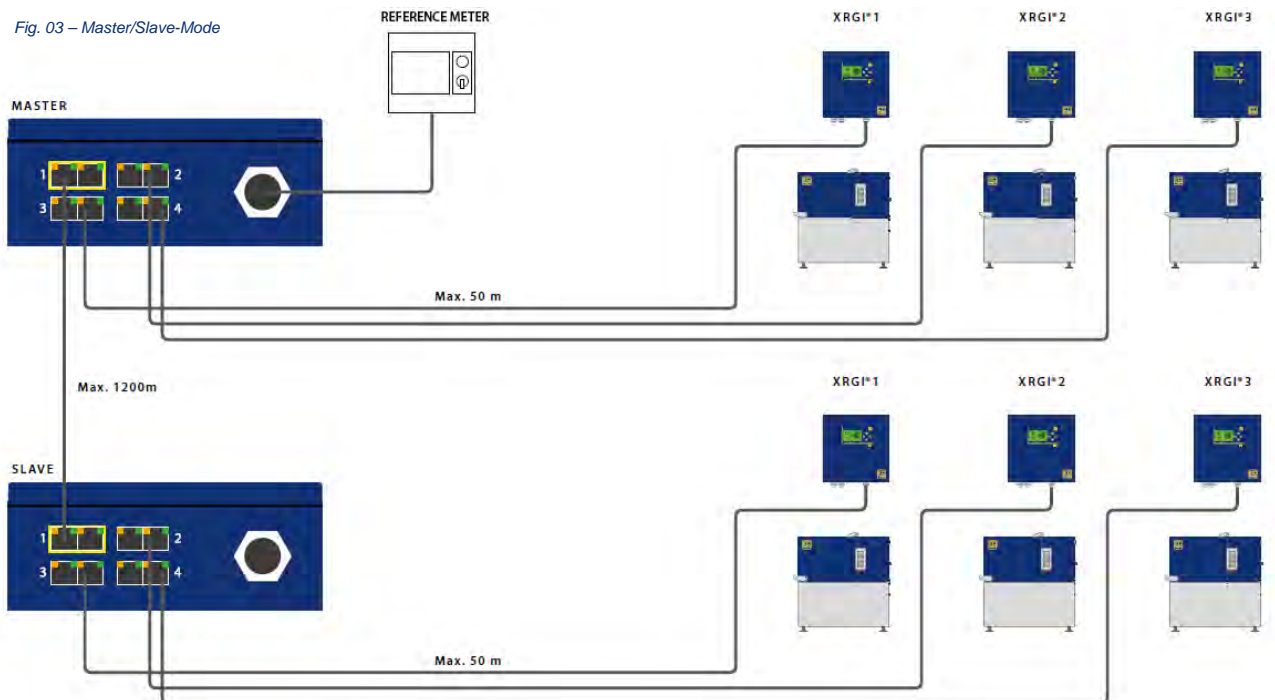 Fig. 03 – Master/Slave-Mode
REFERENCE METER
XRGI®1
XRGI®2
XRGI®3
MASTER
1
2
3
4
Max. 50 m
Max. 1200m
XRGI®1
XRGI®2
XRGI®3
SLAVE
1
2
3
4
Max. 50 m